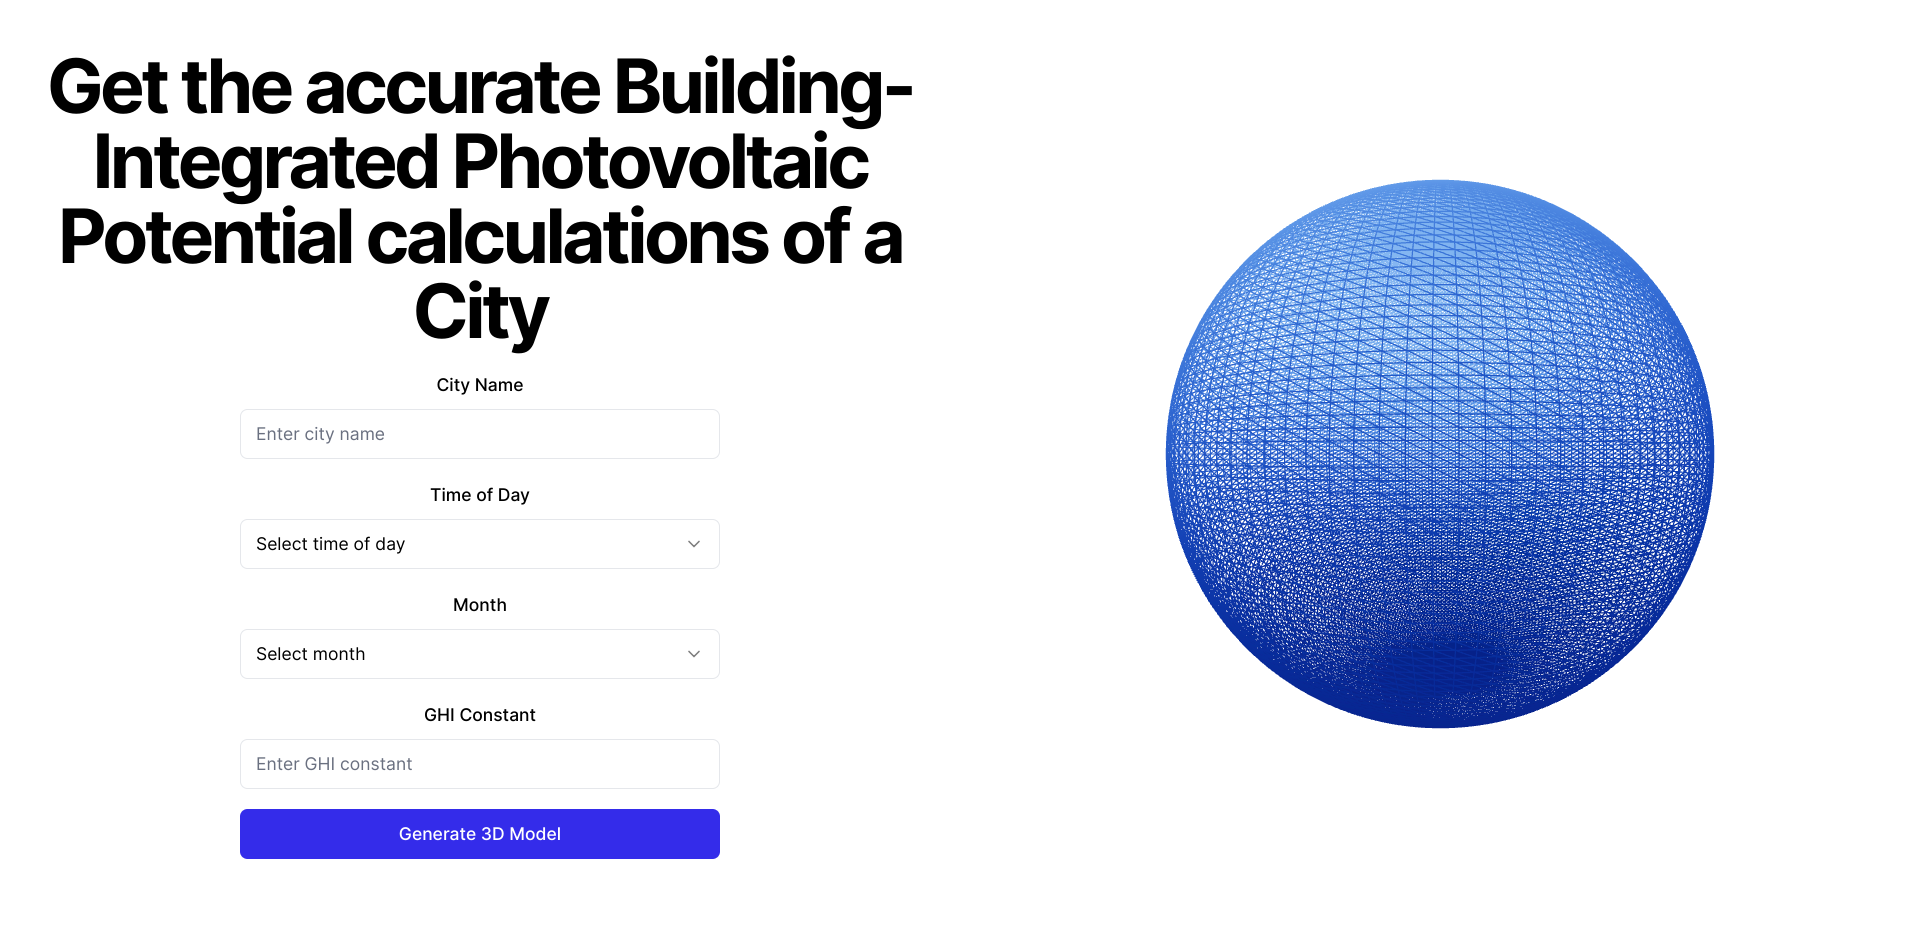 Get the accurate Building-
Integrated Photovoltaic
Potential calculations of a
City
City Name
Enter city name
Time of Day
Select time of day
Month
Select month
GHI Constant
Enter GHI constant
Generate 3D Model